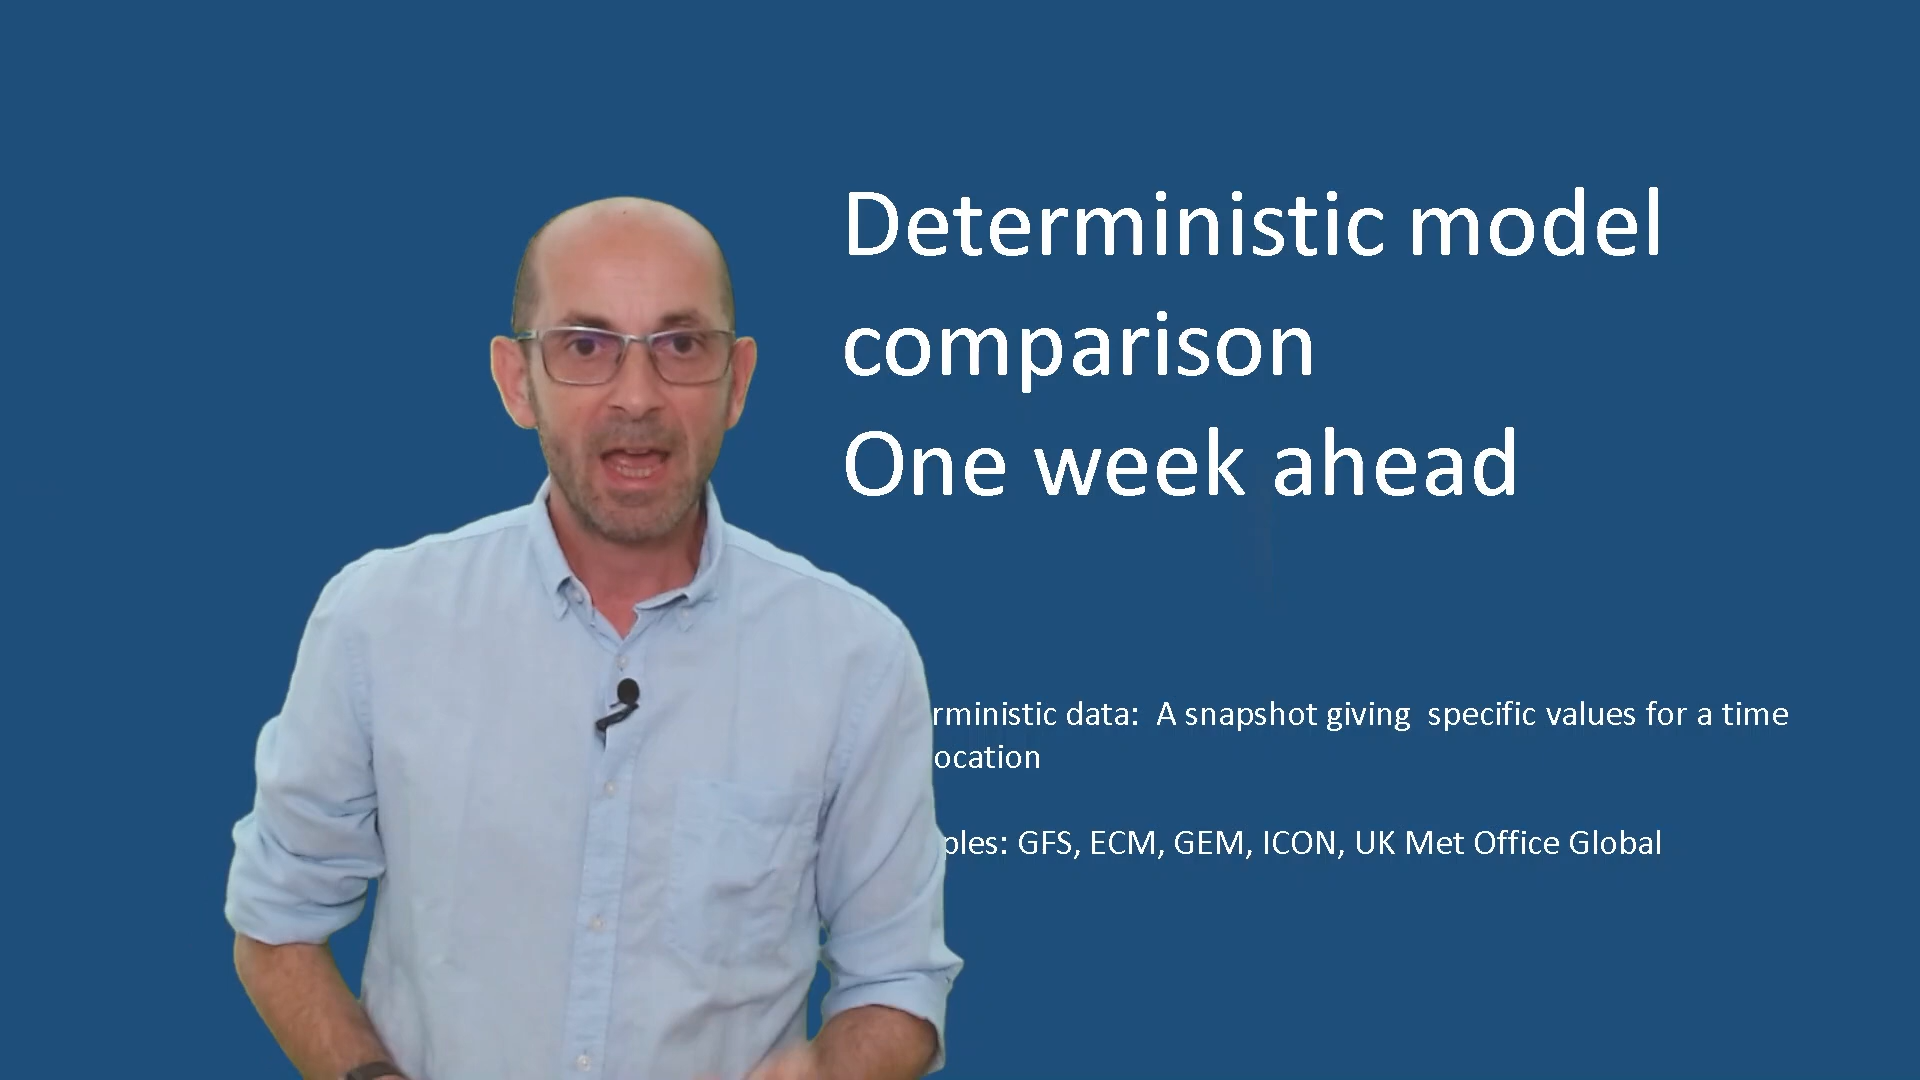 Deterministic model
comparison
One week ahead
rministic data:  A snapshot giving  specific values for a time
ocation
ples: GFS, ECM, GEM, ICON, UK Met Office Global